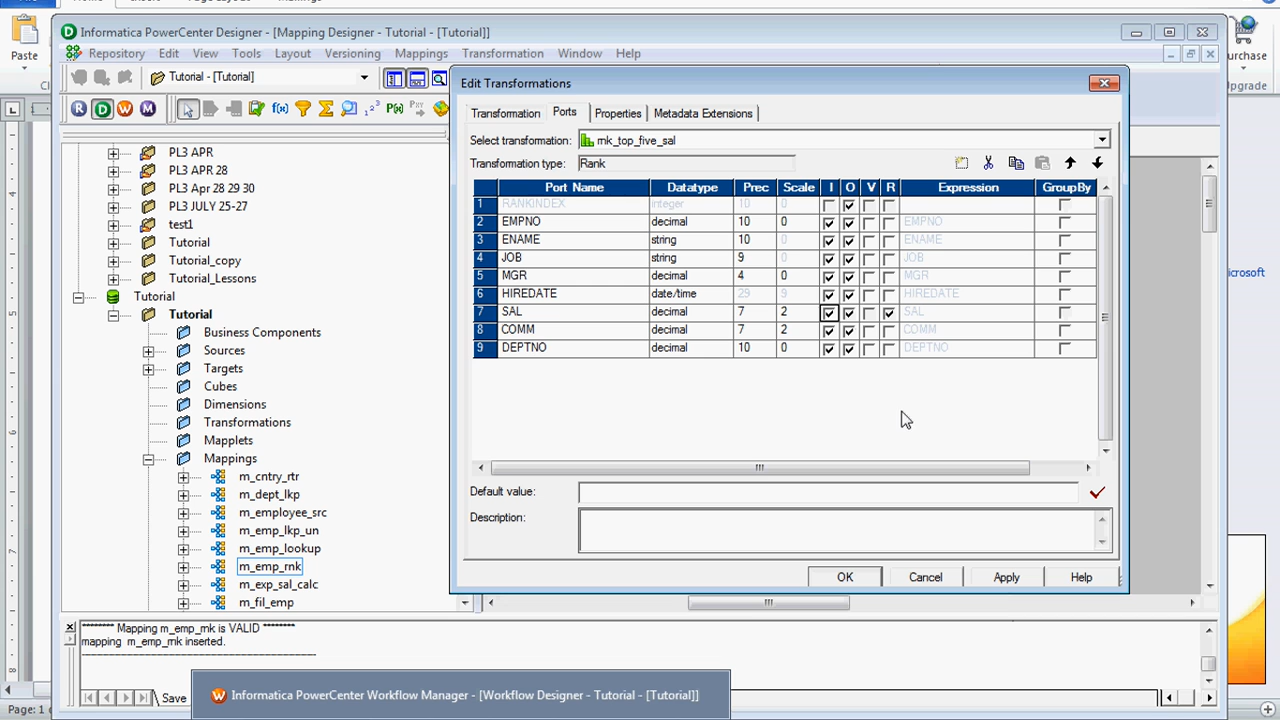 File Home Insert Page Layout Mailings
Informatica PowerCenter Designer - [Mapping Designer - Tutorial - [Tutorial]]
Paste
Repository Edit View Tools Layout Versioning Mappings Transformation Window Help
Tutorial - [Tutorial]
Edit Transformations
Transformation Ports Properties Metadata Extensions
Select transformation: rnk_top_five_sal
Transformation type: Rank
Port Name Datatype Prec Scale I O V R Expression GroupBy
1 RANKINDEX integer 10 0
2 EMPNO decimal 10 0 EMPNO
3 ENAME string 10 0 ENAME
4 JOB string 9 0 JOB
5 MGR decimal 4 0 MGR
6 HIREDATE date/time 29 9 HIREDATE
7 SAL decimal 7 2 SAL
8 COMM decimal 7 2 COMM
9 DEPTNO decimal 10 0 DEPTNO
Default value:
Description:
OK Cancel Apply Help
PL3 APR
PL3 APR 28
PL3 Apr 28 29 30
PL3 JULY 25-27
test1
Tutorial
Tutorial_copy
Tutorial_Lessons
Tutorial
Tutorial
Business Components
Sources
Targets
Cubes
Dimensions
Transformations
Mapplets
Mappings
m_cntry_rtr
m_dept_lkp
m_employee_src
m_emp_lkp_un
m_emp_lookup
m_emp_rnk
m_exp_sal_calc
m_fil_emp
******** Mapping m_emp_rnk is VALID ********
mapping m_emp_rnk inserted.
Save
Informatica PowerCenter Workflow Manager - [Workflow Designer - Tutorial - [Tutorial]]
Page: 1